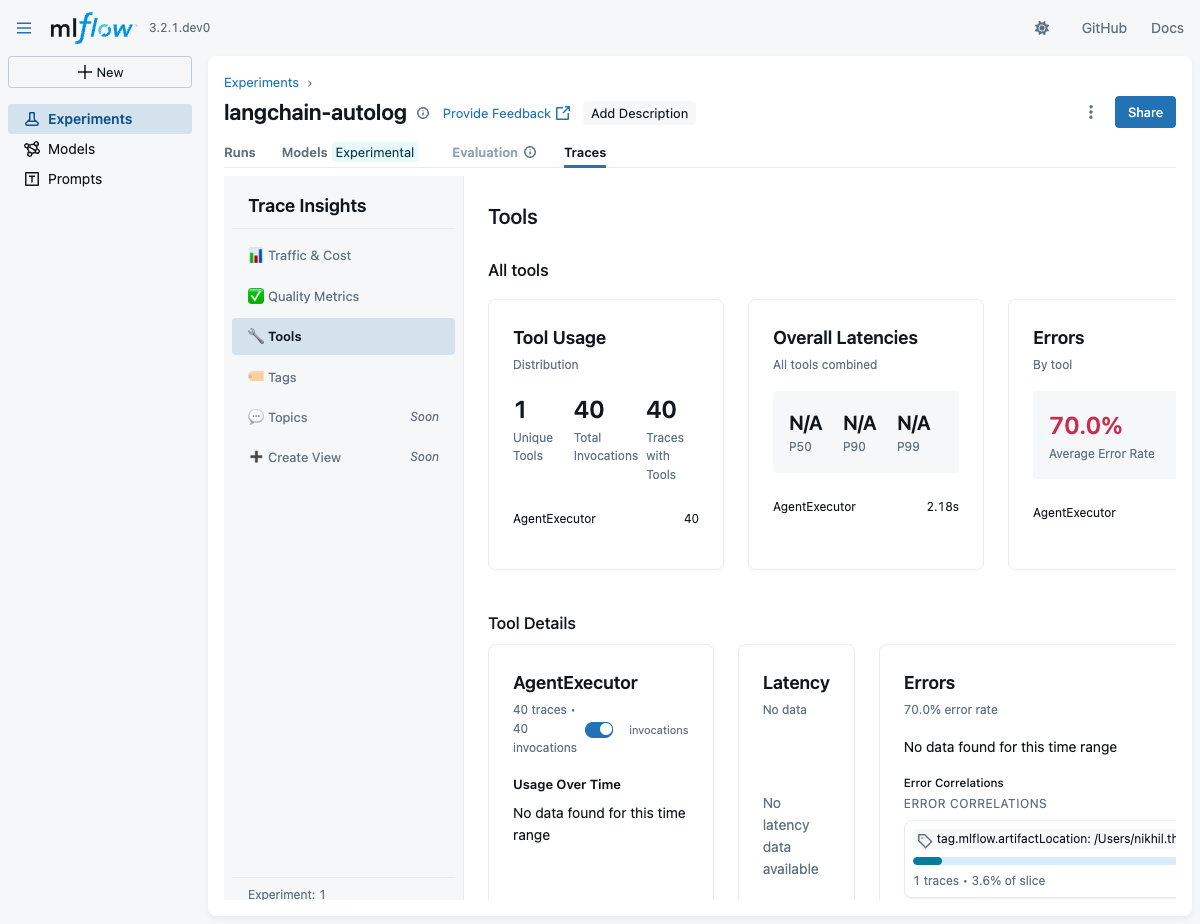 mlflow 3.2.1.dev0
GitHub
Docs
New
Experiments
Models
Prompts
Experiments ›
langchain-autolog
Provide Feedback
Add Description
Share
Runs
Models Experimental
Evaluation
Traces
Trace Insights
Traffic & Cost
Quality Metrics
Tools
Tags
Topics Soon
Create View Soon
Experiment: 1
Tools
All tools
Tool Usage
Distribution
1
Unique
Tools
40
Total
Invocations
40
Traces
with
Tools
AgentExecutor 40
Overall Latencies
All tools combined
N/A N/A N/A
P50 P90 P99
AgentExecutor 2.18s
Errors
By tool
70.0%
Average Error Rate
AgentExecutor
Tool Details
AgentExecutor
40 traces •
40
invocations
invocations
Usage Over Time
No data found for this time
range
Latency
No data
No
latency
data
available
Errors
70.0% error rate
No data found for this time range
Error Correlations
ERROR CORRELATIONS
tag.mlflow.artifactLocation: /Users/nikhil.th
1 traces • 3.6% of slice